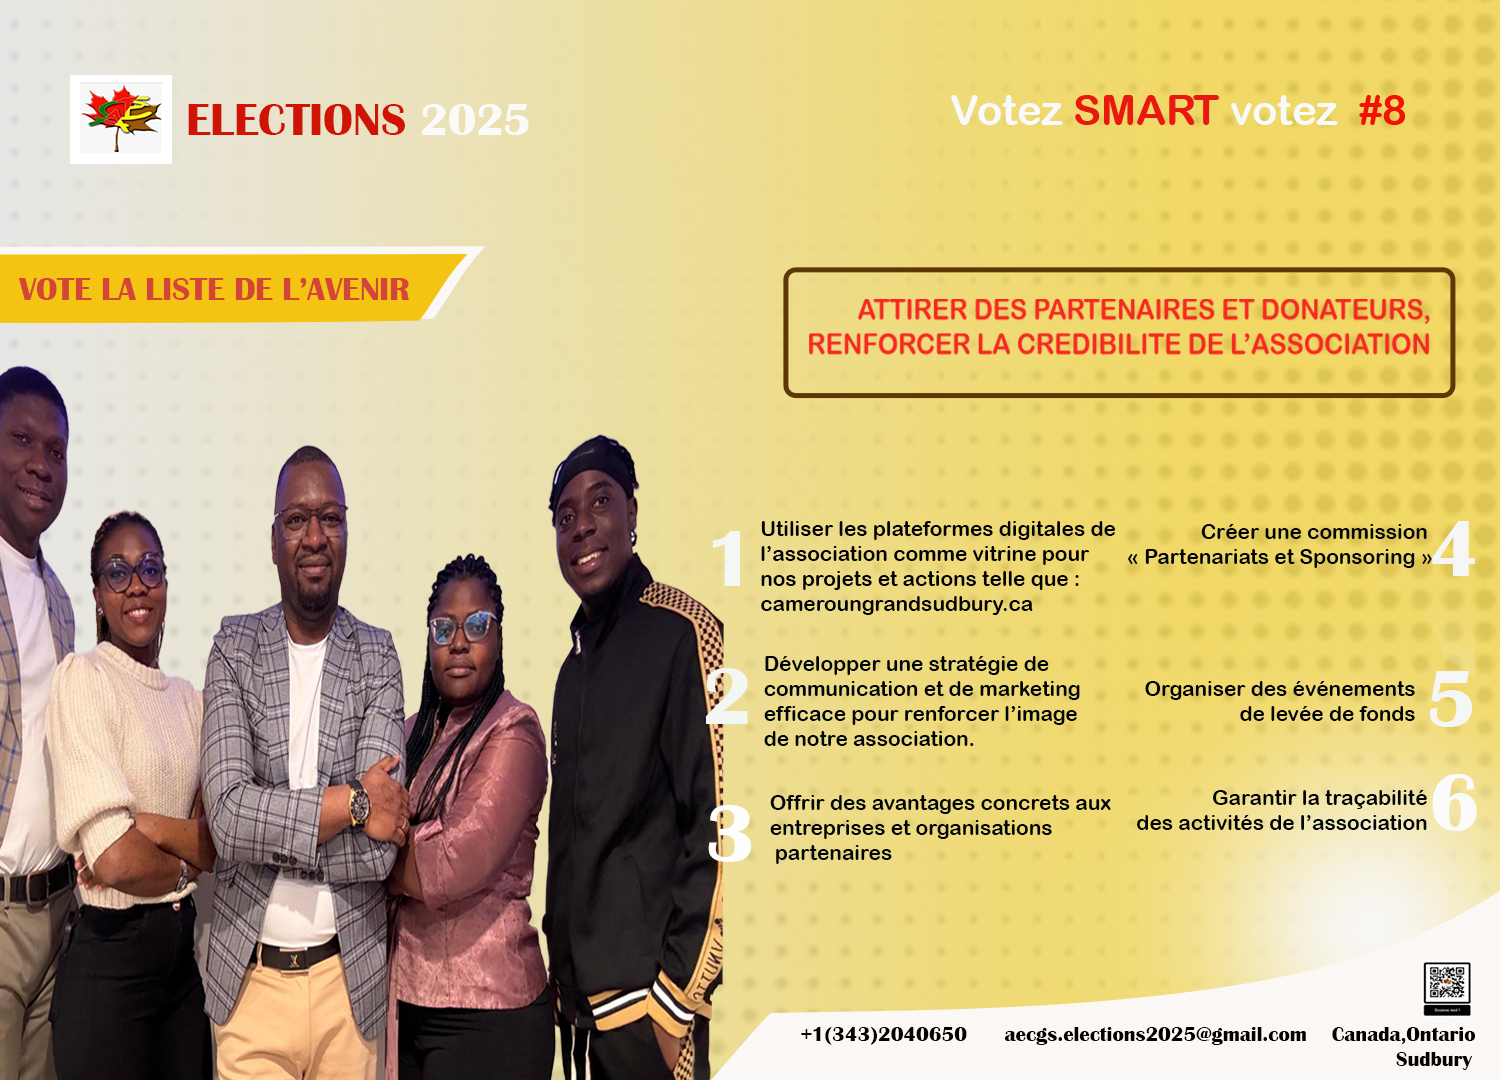 ELECTIONS 2025
Votez SMART votez #8
VOTE LA LISTE DE L’AVENIR
ATTIRER DES PARTENAIRES ET DONATEURS,
RENFORCER LA CREDIBILITE DE L’ASSOCIATION
1
Utiliser les plateformes digitales de
l’association comme vitrine pour
nos projets et actions telle que :
cameroungrandsudbury.ca
2
Développer une stratégie de
communication et de marketing
efficace pour renforcer l’image
de notre association.
3
Offrir des avantages concrets aux
entreprises et organisations
partenaires
Créer une commission
« Partenariats et Sponsoring »
4
Organiser des événements
de levée de fonds
5
Garantir la traçabilité
des activités de l’association
6
+1(343)2040650
aecgs.elections2025@gmail.com
Canada,Ontario
Sudbury